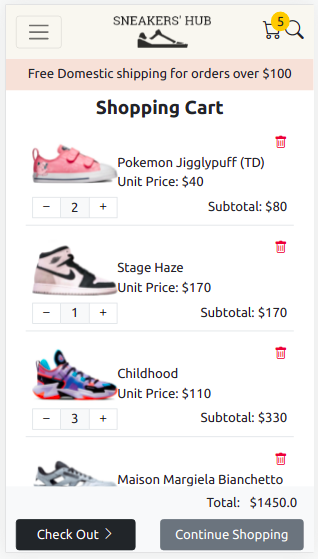 SNEAKERS' HUB
5
Free Domestic shipping for orders over $100
Shopping Cart
Pokemon Jigglypuff (TD)
Unit Price: $40
− 2 + Subtotal: $80
Stage Haze
Unit Price: $170
− 1 + Subtotal: $170
Childhood
Unit Price: $110
− 3 + Subtotal: $330
Maison Margiela Bianchetto
Total: $1450.0
Check Out
Continue Shopping